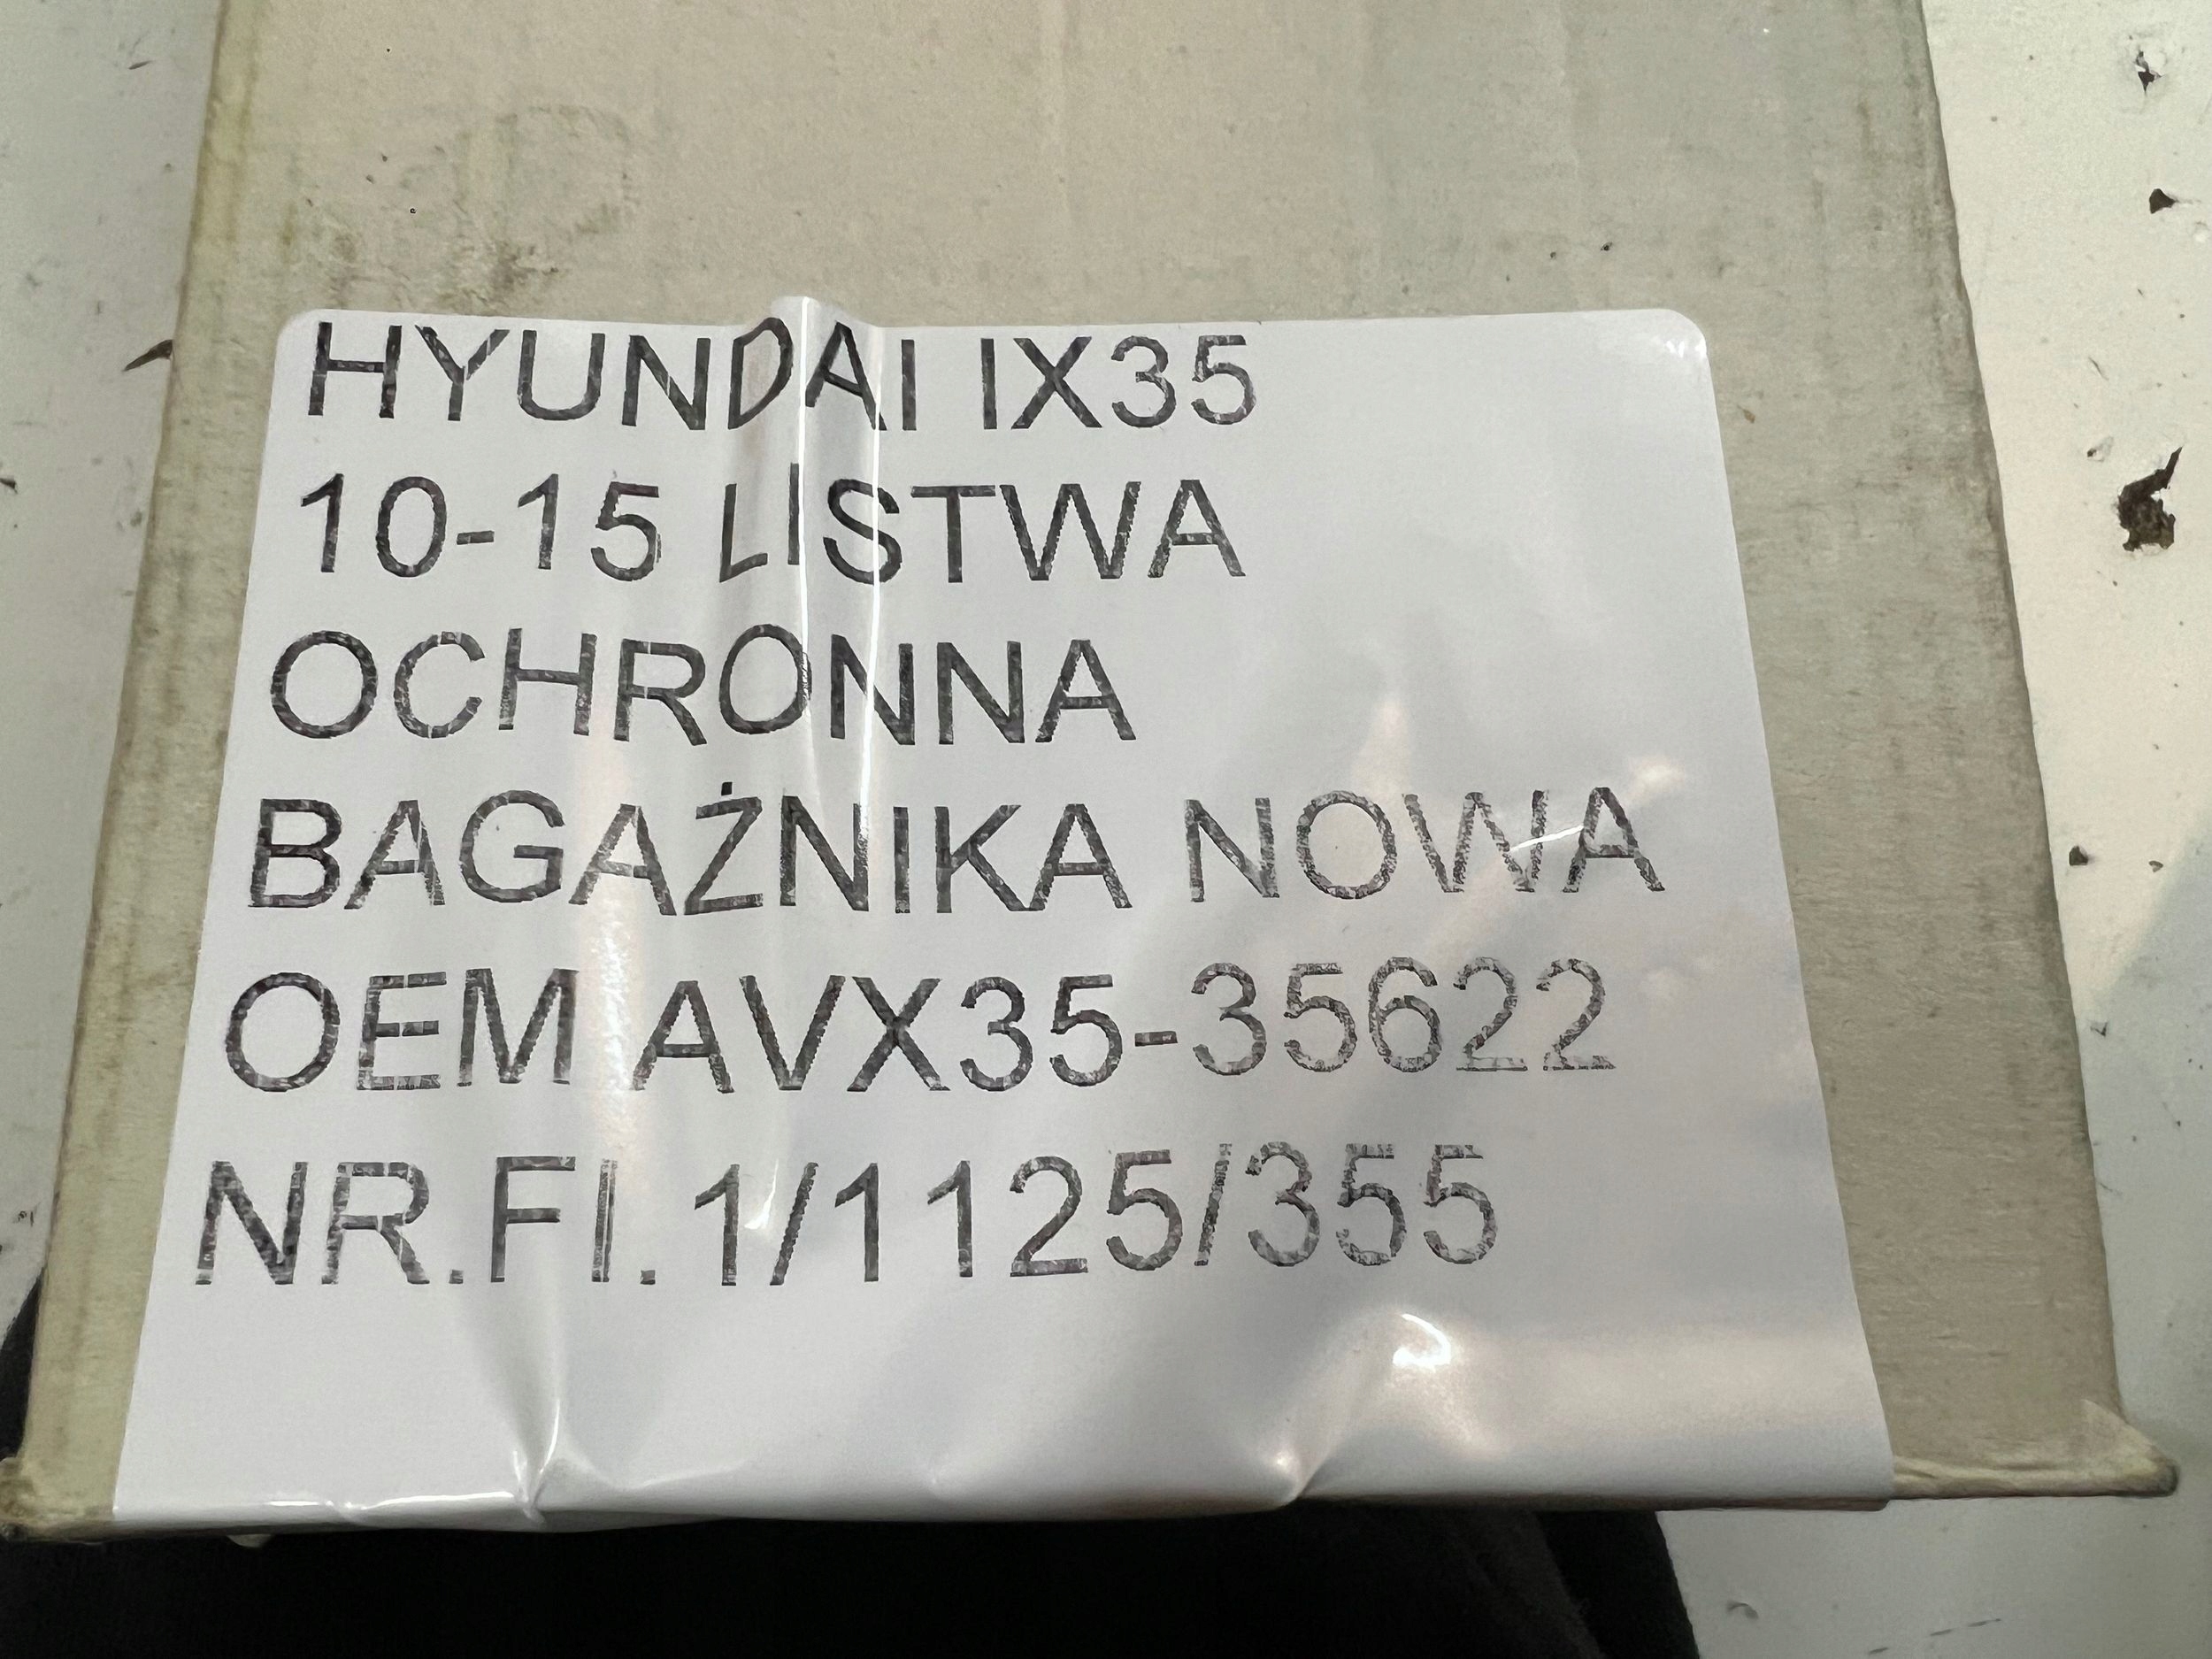 HYUNDAI IX35
10-15 LISTWA
OCHRONNA
BAGAŻNIKA NOWA
OEM AVX35-35622
NR.FI. 1/1125/355